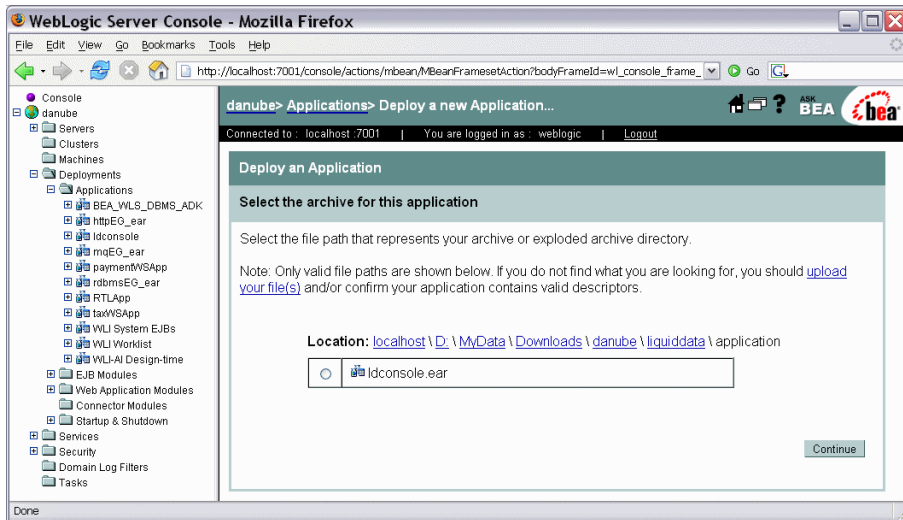 WebLogic Server Console - Mozilla Firefox
File Edit View Go Bookmarks Tools Help
http://localhost:7001/console/actions/mbean/MBeanFramesetAction?bodyFrameId=wl_console_frame_
Go
G
Console
danube
Servers
Clusters
Machines
Deployments
Applications
BEA_WLS_DBMS_ADK
httpEG_ear
ldconsole
mqEG_ear
paymentWSApp
rdbmsEG_ear
RTLApp
taxWSApp
WLI System EJBs
WLI Worklist
WLI-AI Design-time
EJB Modules
Web Application Modules
Connector Modules
Startup & Shutdown
Services
Security
Domain Log Filters
Tasks
danube> Applications> Deploy a new Application...
?
ASK
BEA
bea
Connected to : localhost :7001 | You are logged in as : weblogic | Logout
Deploy an Application
Select the archive for this application
Select the file path that represents your archive or exploded archive directory.
Note: Only valid file paths are shown below. If you do not find what you are looking for, you should upload
your file(s) and/or confirm your application contains valid descriptors.
Location: localhost \ D: \ MyData \ Downloads \ danube \ liquiddata \ application
ldconsole.ear
Continue
Done